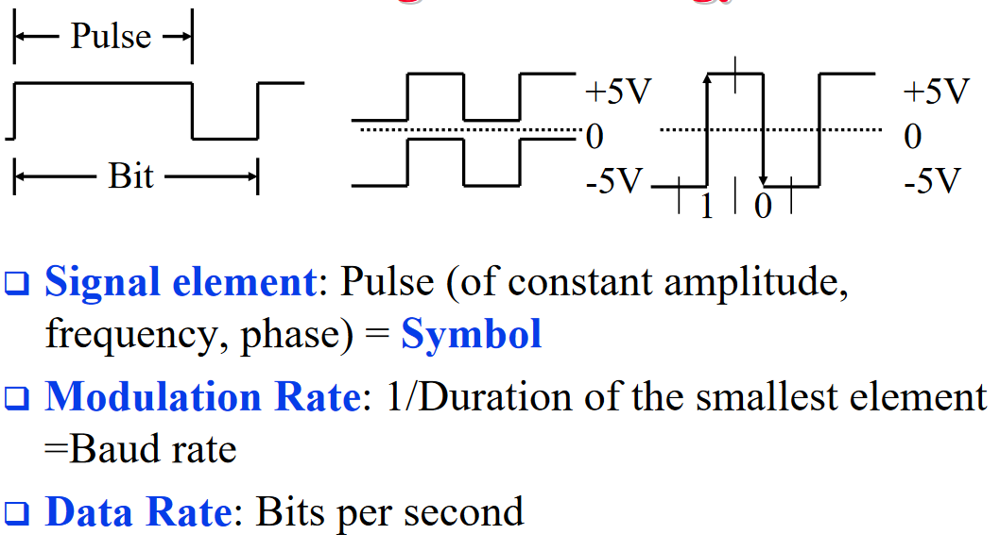 Pulse
Bit
+5V
0
-5V
1
0
+5V
0
-5V
Signal element: Pulse (of constant amplitude,
frequency, phase) = Symbol
Modulation Rate: 1/Duration of the smallest element
=Baud rate
Data Rate: Bits per second